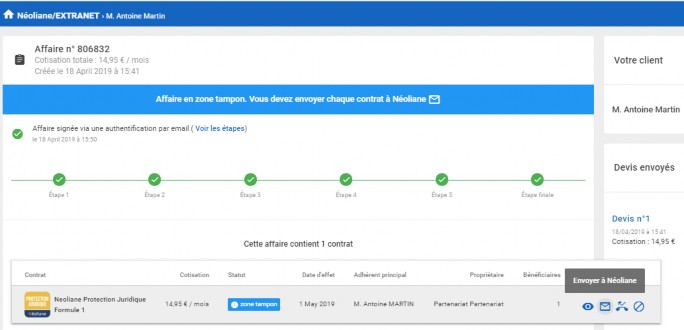 Néoliane/EXTRANET › M. Antoine Martin
Affaire n° 806832
Cotisation totale : 14,95 € / mois
Créée le 18 April 2019 à 15:41
Affaire en zone tampon. Vous devez envoyer chaque contrat à Néoliane
Affaire signée via une authentification par email ( Voir les étapes)
le 18 April 2019 à 15:50
Étape 1 Étape 2 Étape 3 Étape 4 Étape 5 Étape finale
Cette affaire contient 1 contrat
Contrat Cotisation Statut Date d'effet Adhérent principal Propriétaire Bénéficiaires
Envoyer à Néoliane
PROTECTION
JURIDIQUE
Néoliane
Neoliane Protection Juridique
Formule 1
14,95 € / mois zone tampon 1 May 2019 M. Antoine MARTIN Partenariat Partenariat 1
Votre client
M. Antoine Martin
Devis envoyés
Devis n°1
18/04/2019 à 15:41
Cotisation : 14,95 €